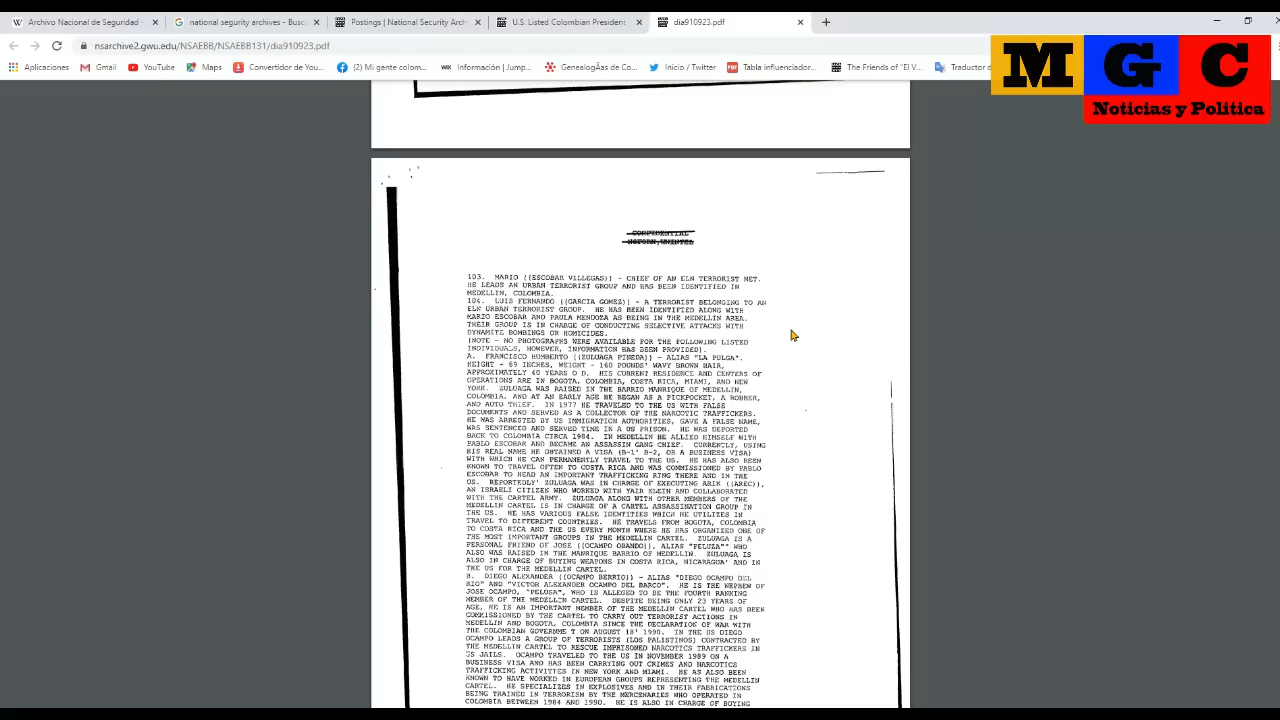 Archivo Nacional de Seguridad -
national segurity archives - Busc
Postings | National Security Arch
U.S. Listed Colombian President
dia910923.pdf
nsarchive2.gwu.edu/NSAEBB/NSAEBB131/dia910923.pdf
Aplicaciones
Gmail
YouTube
Maps
Convertidor de You...
(2) Mi gente colom...
Información | Jump...
GenealogÃas de Co...
Inicio / Twitter
Tabla influenciador...
The Friends of "El V...
Traductor d
MGC
Noticias y Politica
CONFIDENTIAL
NOFORN,WNINTEL
103. MARIO ((ESCOBAR VILLEGAS)) - CHIEF OF AN ELN TERRORIST NET.
HE LEADS AN URBAN TERRORIST GROUP AND HAS BEEN IDENTIFIED IN
MEDELLIN, COLOMBIA.
104. LUIS FERNANDO ((GARCIA GOMEZ)) - A TERRORIST BELONGING TO AN
ELN URBAN TERRORIST GROUP. HE HAS BEEN IDENTIFIED ALONG WITH
MARIO ESCOBAR AND PAULA MENDOZA AS BEING IN THE MEDELLIN AREA.
THEIR GROUP IS IN CHARGE OF CONDUCTING SELECTIVE ATTACKS WITH
DYNAMITE BOMBINGS OR HOMICIDES.
(NOTE - NO PHOTOGRAPHS WERE AVAILABLE FOR THE FOLLOWING LISTED
INDIVIDUALS, HOWEVER, INFORMATION HAS BEEN PROVIDED).
A. FRANCISCO HUMBERTO ((ZULUAGA PINEDA)) - ALIAS "LA PULGA".
HEIGHT - 69 INCHES, WEIGHT - 160 POUNDS' WAVY BROWN HAIR,
APPROXIMATELY 40 YEARS O D. HIS CURRENT RESIDENCE AND CENTERS OF
OPERATIONS ARE IN BOGOTA, COLOMBIA, COSTA RICA, MIAMI, AND NEW
YORK. ZULUAGA WAS RAISED IN THE BARRIO MANRIQUE OF MEDELLIN,
COLOMBIA, AND AT AN EARLY AGE HE BEGAN AS A PICKPOCKET, A ROBBER,
AND AUTO THIEF. IN 1977 HE TRAVELED TO THE US WITH FALSE
DOCUMENTS AND SERVED AS A COLLECTOR OF THE NARCOTIC TRAFFICKERS.
HE WAS ARRESTED BY US IMMIGRATION AUTHORITIES, GAVE A FALSE NAME,
WAS SENTENCED AND SERVED TIME IN A US PRISON. HE WAS DEPORTED
BACK TO COLOMBIA CIRCA 1984. IN MEDELLIN HE ALLIED HIMSELF WITH
PABLO ESCOBAR AND BECAME AN ASSASSIN GANG CHIEF. CURRENTLY, USING
HIS REAL NAME HE OBTAINED A VISA (B-1' B-2, OR A BUSINESS VISA)
WITH WHICH HE CAN PERMANENTLY TRAVEL TO THE US. HE HAS ALSO BEEN
KNOWN TO TRAVEL OFTEN TO COSTA RICA AND WAS COMMISSIONED BY PABLO
ESCOBAR TO HEAD AN IMPORTANT TRAFFICKING RING THERE AND IN THE
US. REPORTEDLY' ZULUAGA WAS IN CHARGE OF EXECUTING ARIK ((AREC)),
AN ISRAELI CITIZEN WHO WORKED WITH YAIR KLEIN AND COLLABORATED
WITH THE CARTEL ARMY. ZULUAGA ALONG WITH OTHER MEMBERS OF THE
MEDELLIN CARTEL IS IN CHARGE OF A CARTEL ASSASSINATION GROUP IN
THE US. HE HAS VARIOUS FALSE IDENTITIES WHICH HE UTILIZES IN
TRAVEL TO DIFFERENT COUNTRIES. HE TRAVELS FROM BOGOTA, COLOMBIA
TO COSTA RICA AND THE US EVERY MONTH WHERE HE HAS ORGANIZED ONE OF
THE MOST IMPORTANT GROUPS IN THE MEDELLIN CARTEL. ZULUAGA IS A
PERSONAL FRIEND OF JOSE ((OCAMPO OBANDO)), ALIAS "PELUZA"" WHO
ALSO WAS RAISED IN THE MANRIQUE BARRIO OF MEDELLIN. ZULUAGA IS
ALSO IN CHARGE OF BUYING WEAPONS IN COSTA RICA, NICARAGUA' AND IN
THE US FOR THE MEDELLIN CARTEL.
B. DIEGO ALEXANDER ((OCAMPO BERRIO)) - ALIAS "DIEGO OCAMPO DEL
RIO" AND "VICTOR ALEXANDER OCAMPO DEL BARCO". HE IS THE NEPHEW OF
JOSE OCAMPO, "PELUSA", WHO IS ALLEGED TO BE THE FOURTH RANKING
MEMBER OF THE MEDELLIN CARTEL. DESPITE BEING ONLY 23 YEARS OF
AGE, HE IS AN IMPORTANT MEMBER OF THE MEDELLIN CARTEL WHO HAS BEEN
COMMISSIONED BY THE CARTEL TO CARRY OUT TERRORIST ACTIONS IN
MEDELLIN AND BOGOTA, COLOMBIA SINCE THE DECLARATION OF WAR WITH
THE COLOMBIAN GOVERNME T ON AUGUST 18' 1990. IN THE US DIEGO
OCAMPO LEADS A GROUP OF TERRORISTS (LOS PALISTINOS) CONTRACTED BY
THE MEDELLIN CARTEL TO RESCUE IMPRISONED NARCOTICS TRAFFICKERS IN
US JAILS. OCAMPO TRAVELED TO THE US IN NOVEMBER 1989 ON A
BUSINESS VISA AND HAS BEEN CARRYING OUT CRIMES AND NARCOTICS
TRAFFICKING ACTIVITIES IN NEW YORK AND MIAMI. HE AS ALSO BEEN
KNOWN TO HAVE WORKED IN EUROPEAN GROUPS REPRESENTING THE MEDELLIN
CARTEL. HE SPECIALIZES IN EXPLOSIVES AND IN THEIR FABRICATIONS
BEING TRAINED IN TERRORISM BY THE MERCENARIES WHO OPERATED IN
COLOMBIA BETWEEN 1984 AND 1990. HE IS ALSO IN CHARGE OF BUYING